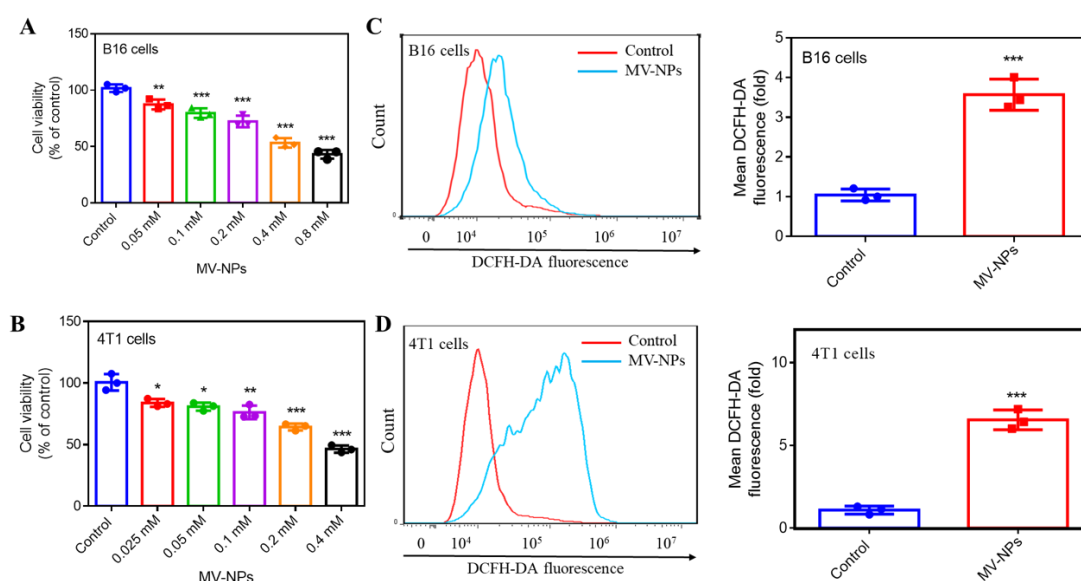 A
B16 cells
Cell viability
(% of control)
150
100
50
0
**
***
***
***
***
Control
0.05 mM
0.1 mM
0.2 mM
0.4 mM
0.8 mM
MV-NPs
C
B16 cells
Control
MV-NPs
Count
0
0
10⁴
10⁵
10⁶
10⁷
DCFH-DA fluorescence
B16 cells
Mean DCFH-DA
fluorescence (fold)
5
4
3
2
1
0
***
Control
MV-NPs
B
4T1 cells
Cell viability
(% of control)
150
100
50
0
*
*
**
***
***
Control
0.025 mM
0.05 mM
0.1 mM
0.2 mM
0.4 mM
MV-NPs
D
4T1 cells
Control
MV-NPs
Count
0
0
10⁴
10⁵
10⁶
10⁷
DCFH-DA fluorescence
4T1 cells
Mean DCFH-DA
fluorescence (fold)
10
5
0
***
Control
MV-NPs